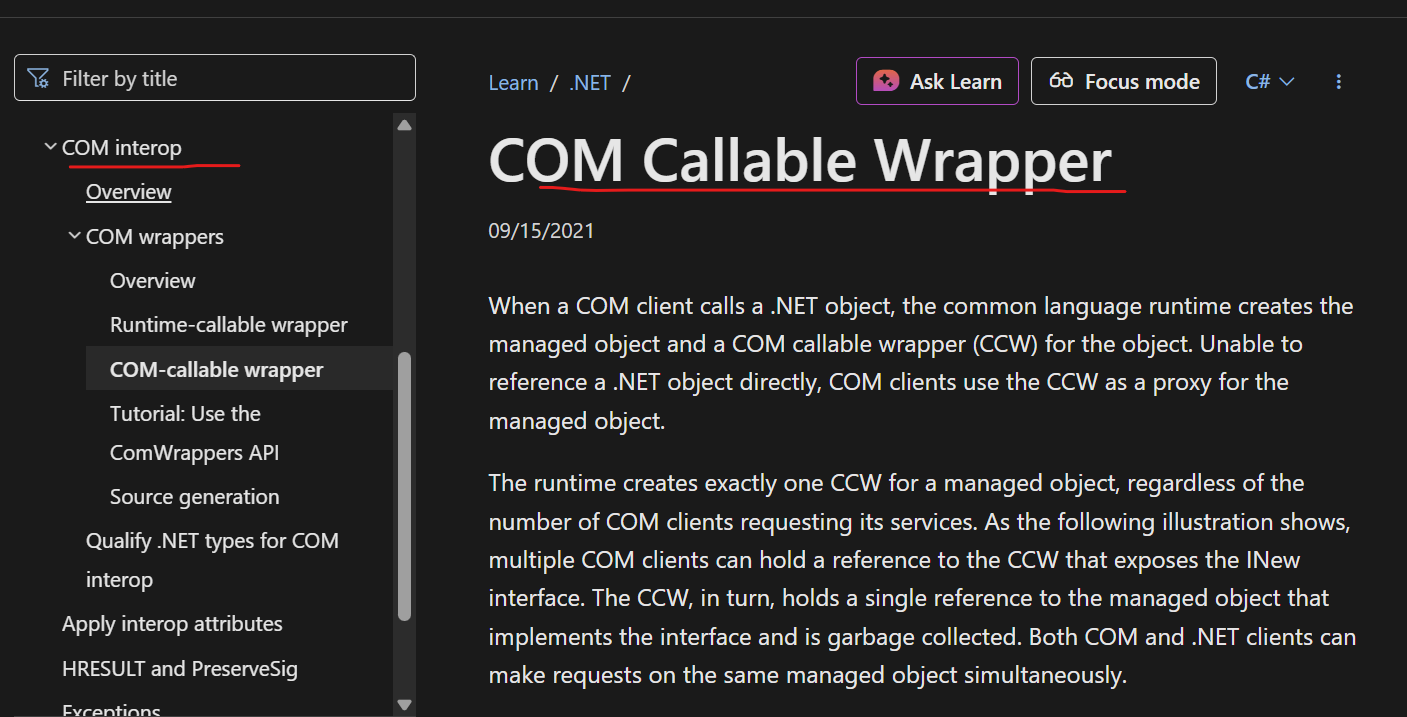 Filter by title
COM interop
Overview
COM wrappers
Overview
Runtime-callable wrapper
COM-callable wrapper
Tutorial: Use the
ComWrappers API
Source generation
Qualify .NET types for COM
interop
Apply interop attributes
HRESULT and PreserveSig
Exceptions
Learn / .NET /
Ask Learn
Focus mode
C#
COM Callable Wrapper
09/15/2021
When a COM client calls a .NET object, the common language runtime creates the
managed object and a COM callable wrapper (CCW) for the object. Unable to
reference a .NET object directly, COM clients use the CCW as a proxy for the
managed object.
The runtime creates exactly one CCW for a managed object, regardless of the
number of COM clients requesting its services. As the following illustration shows,
multiple COM clients can hold a reference to the CCW that exposes the INew
interface. The CCW, in turn, holds a single reference to the managed object that
implements the interface and is garbage collected. Both COM and .NET clients can
make requests on the same managed object simultaneously.